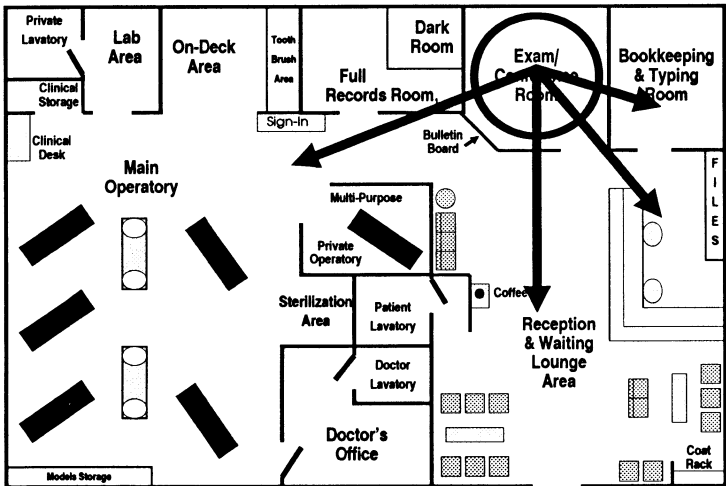 Private
Lavatory
Lab
Area
On-Deck
Area
Tooth
Brush
Area
Dark
Room
Full
Records Room
Exam/
Conference
Room
Bookkeeping
& Typing
Room
Clinical
Storage
Sign-In
Clinical
Desk
Bulletin
Board
Main
Operatory
F
I
L
E
S
Multi-Purpose
Private
Operatory
Sterilization
Area
Patient
Lavatory
Coffee
Reception
& Waiting
Lounge
Area
Doctor
Lavatory
Doctor's
Office
Coat
Rack
Models Storage